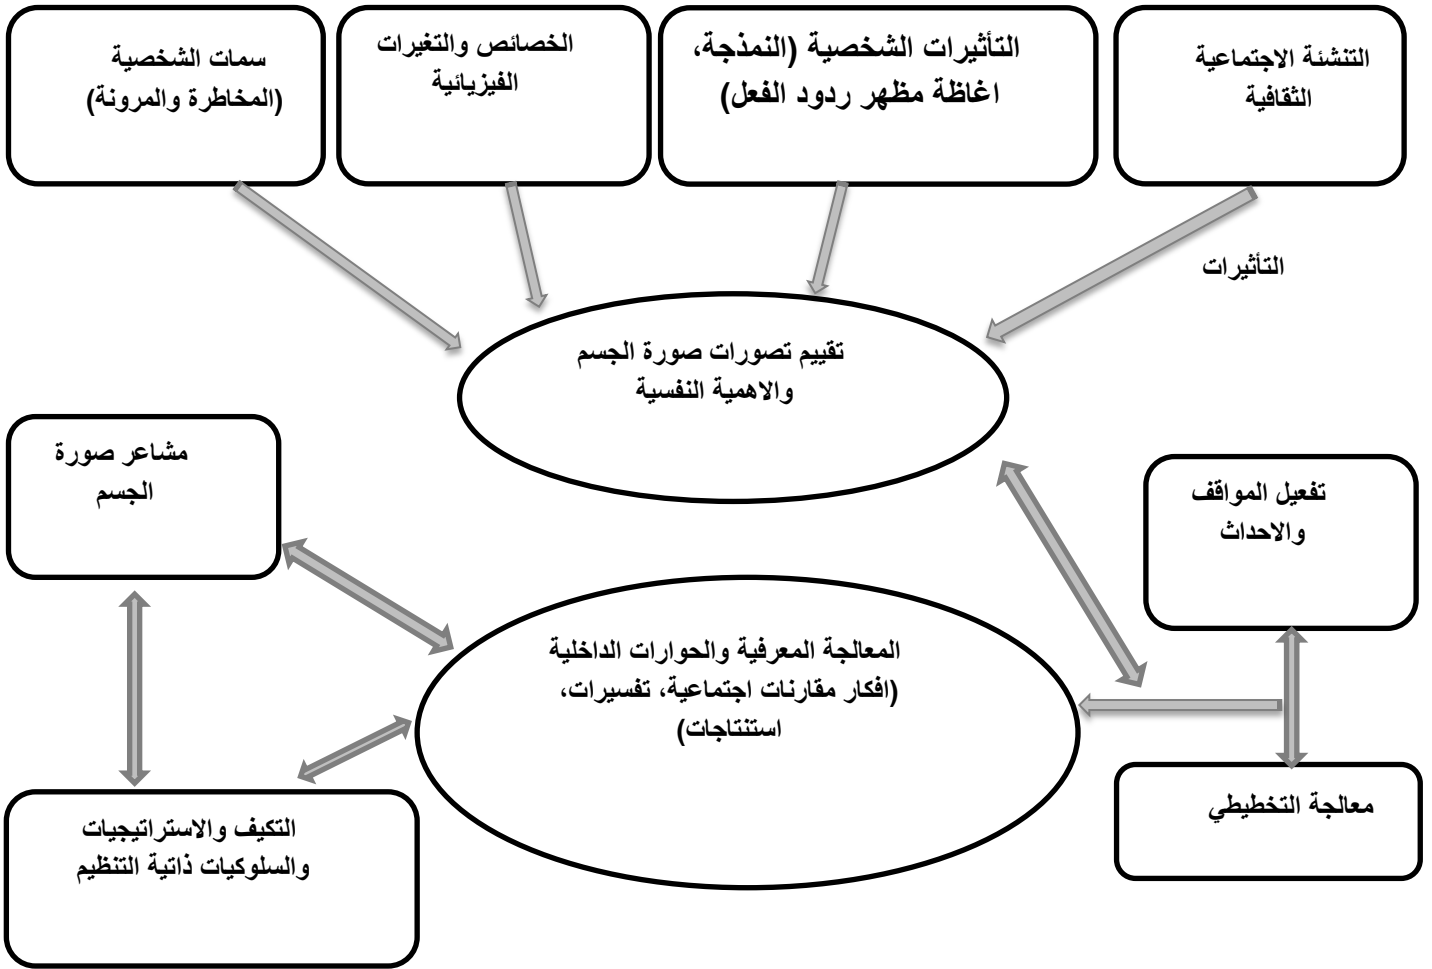 التنشئة الاجتماعية
الثقافية
التأثيرات الشخصية (النمذجة،
اغاظة مظهر ردود الفعل)
الخصائص والتغيرات
الفيزيائية
سمات الشخصية
(المخاطرة والمرونة)
التأثيرات
تقييم تصورات صورة الجسم
والاهمية النفسية
تفعيل المواقف
والاحداث
مشاعر صورة
الجسم
المعالجة المعرفية والحوارات الداخلية
(افكار مقارنات اجتماعية، تفسيرات،
استنتاجات)
معالجة التخطيطي
التكيف والاستراتيجيات
والسلوكيات ذاتية التنظيم